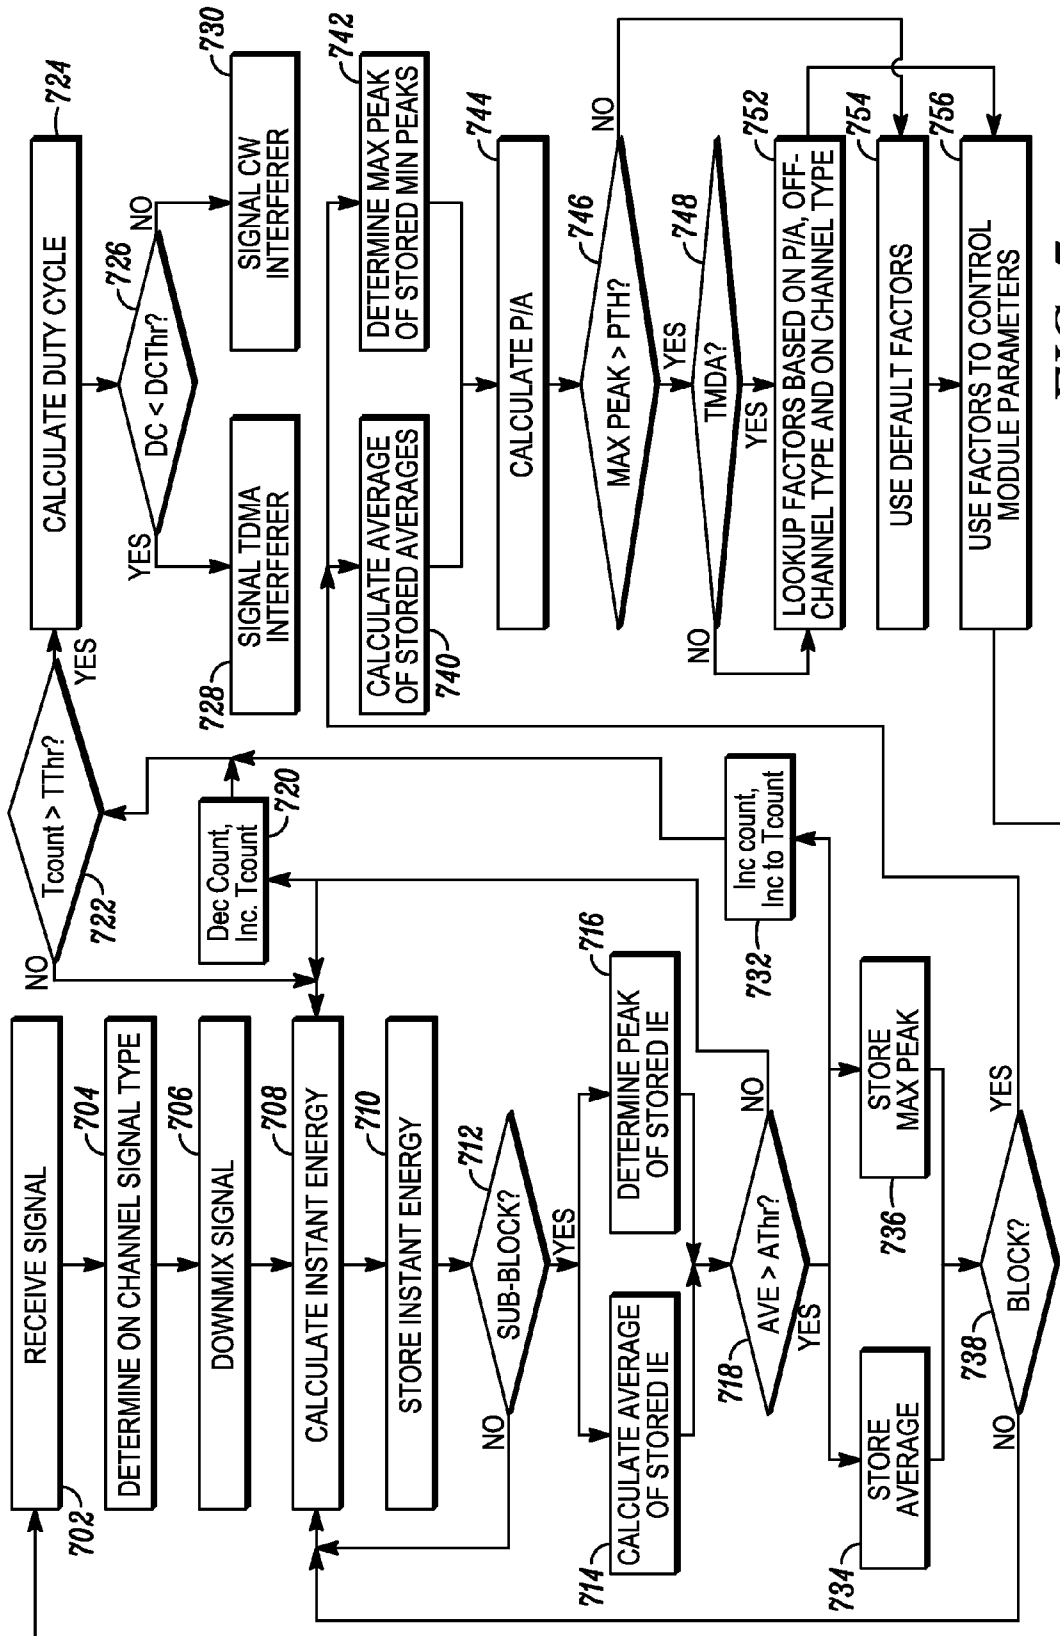 RECEIVE SIGNAL
702
DETERMINE ON CHANNEL SIGNAL TYPE
704
DOWNMIX SIGNAL
706
CALCULATE INSTANT ENERGY
708
STORE INSTANT ENERGY
710
SUB-BLOCK?
712
NO
YES
CALCULATE AVERAGE
OF STORED IE
714
DETERMINE PEAK
OF STORED IE
716
AVE > AThr?
718
NO
YES
Dec Count,
Inc. Tcount
720
Tcount > TThr?
722
NO
YES
CALCULATE DUTY CYCLE
724
DC < DCThr?
726
YES
NO
SIGNAL TDMA
INTERFERER
728
SIGNAL CW
INTERFERER
730
Inc count,
Inc to Tcount
732
STORE
AVERAGE
734
STORE
MAX PEAK
736
BLOCK?
738
NO
YES
CALCULATE AVERAGE
OF STORED AVERAGES
740
DETERMINE MAX PEAK
OF STORED MIN PEAKS
742
CALCULATE P/A
744
MAX PEAK > PTH?
746
NO
YES
TMDA?
748
NO
YES
LOOKUP FACTORS BASED ON P/A, OFF-
CHANNEL TYPE AND ON CHANNEL TYPE
752
USE DEFAULT FACTORS
754
USE FACTORS TO CONTROL
MODULE PARAMETERS
756